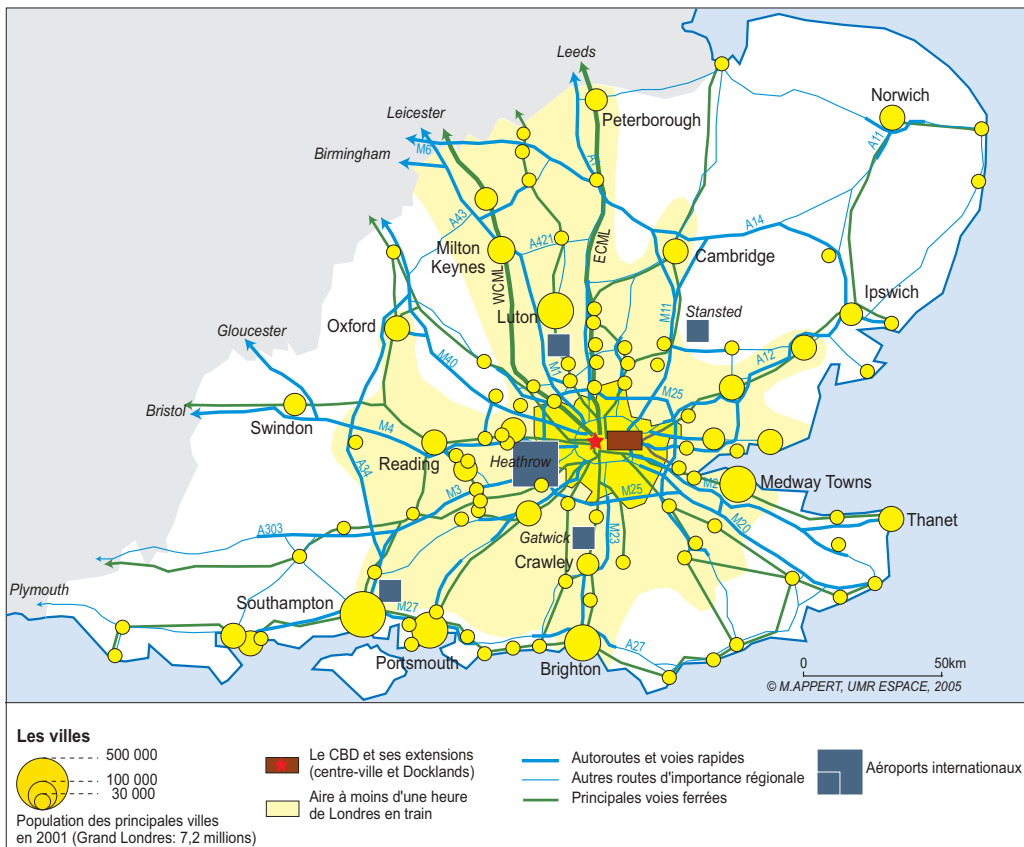 Leeds
Norwich
Peterborough
Leicester
A11
M6
Birmingham
A1
A43
A14
A421
ECML
Milton
Keynes
Cambridge
WCML
M11
Ipswich
Stansted
Oxford
Luton
Gloucester
M40
M1
A12
M25
Bristol
Swindon
M4
Reading
Heathrow
A34
M3
M25
M2
Medway Towns
M20
Thanet
A303
Gatwick
M23
Crawley
Plymouth
Southampton
M27
Portsmouth
Brighton
A27
0 50km
© M.APPERT, UMR ESPACE, 2005
Les villes
500 000
100 000
30 000
Population des principales villes
en 2001 (Grand Londres: 7,2 millions)
Le CBD et ses extensions
(centre-ville et Docklands)
Aire à moins d'une heure
de Londres en train
Autoroutes et voies rapides
Autres routes d'importance régionale
Principales voies ferrées
Aéroports internationaux